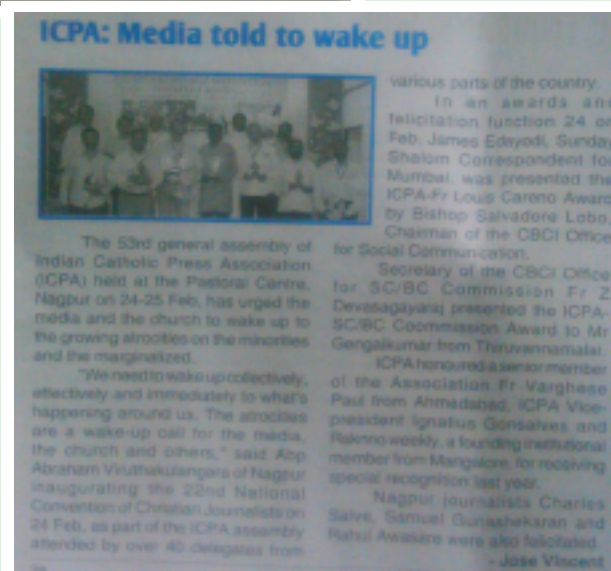 ICPA: Media told to wake up
The 53rd general assembly of
Indian Catholic Press Association
(ICPA) held at the Pastoral Centre,
Nagpur on 24-25 Feb, has urged the
media and the church to wake up to
the growing atrocities on the minorities
and the marginalized.
"We need to wake up collectively,
effectively and immediately to what's
happening around us. The atrocities
are a wake-up call for the media,
the church and others," said Abp
Abraham Viruthakulangara of Nagpur
inaugurating the 22nd National
Convention of Christian Journalists on
24 Feb, as part of the ICPA assembly
attended by over 40 delegates from
various parts of the country.
In an awards and
felicitation function 24 on
Feb, James Edayodi, Sunday
Shalom Correspondent for
Mumbai, was presented the
ICPA-Fr Louis Careno Award
by Bishop Salvadore Lobo,
Chairman of the CBCI Office
for Social Communication.
Secretary of the CBCI Office
for SC/BC Commission Fr Z
Devasagayaraj presented the ICPA-
SC/BC Coommission Award to Mr
Gengalkumar from Thiruvannamalai.
ICPA honoured a senior member
of the Association Fr Varghese
Paul from Ahmedabad, ICPA Vice-
president Ignatius Gonsalves and
Raknno weekly, a founding institutional
member from Mangalore, for receiving
special recognition last year.
Nagpur journalists Charles
Salve, Samuel Gunashekaran and
Rahul Awasare were also felicitated.
- Jose Vincent